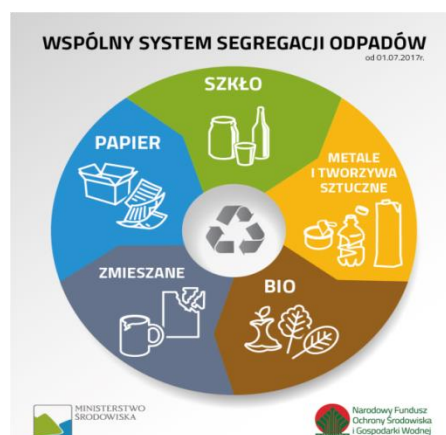 WSPÓLNY SYSTEM SEGREGACJI ODPADÓW
od 01.07.2017r.
SZKŁO
PAPIER
METALE
I TWORZYWA
SZTUCZNE
ZMIESZANE
BIO
MINISTERSTWO
ŚRODOWISKA
Narodowy Fundusz
Ochrony Środowiska
i Gospodarki Wodnej